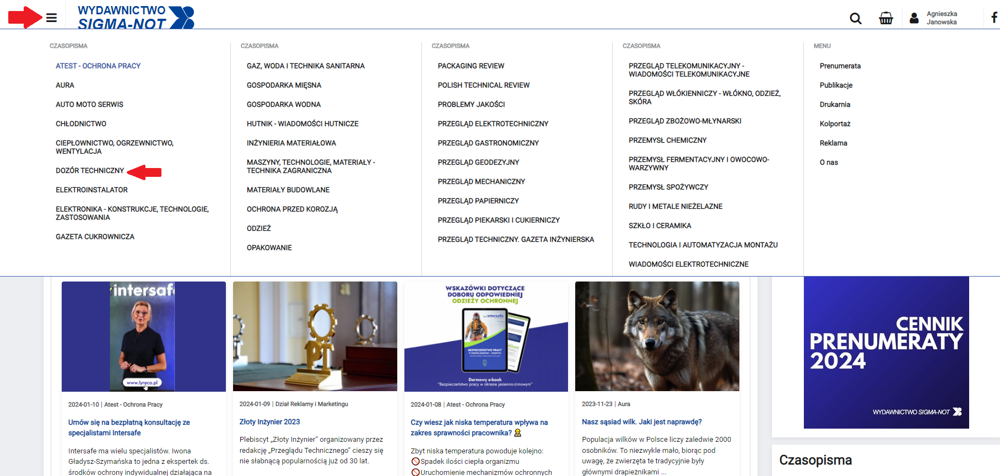 WYDAWNICTWO
SIGMA-NOT
Agnieszka
Janowska
CZASOPISMA
ATEST - OCHRONA PRACY
AURA
AUTO MOTO SERWIS
CHŁODNICTWO
CIEPŁOWNICTWO, OGRZEWNICTWO,
WENTYLACJA
DOZÓR TECHNICZNY
ELEKTROINSTALATOR
ELEKTRONIKA - KONSTRUKCJE, TECHNOLOGIE,
ZASTOSOWANIA
GAZETA CUKROWNICZA
CZASOPISMA
GAZ, WODA I TECHNIKA SANITARNA
GOSPODARKA MIĘSNA
GOSPODARKA WODNA
HUTNIK - WIADOMOŚCI HUTNICZE
INŻYNIERIA MATERIAŁOWA
MASZYNY, TECHNOLOGIE, MATERIAŁY -
TECHNIKA ZAGRANICZNA
MATERIAŁY BUDOWLANE
OCHRONA PRZED KOROZJĄ
ODZIEŻ
OPAKOWANIE
CZASOPISMA
PACKAGING REVIEW
POLISH TECHNICAL REVIEW
PROBLEMY JAKOŚCI
PRZEGLĄD ELEKTROTECHNICZNY
PRZEGLĄD GASTRONOMICZNY
PRZEGLĄD GEODEZYJNY
PRZEGLĄD MECHANICZNY
PRZEGLĄD PAPIERNICZY
PRZEGLĄD PIEKARSKI I CUKIERNICZY
PRZEGLĄD TECHNICZNY. GAZETA INŻYNIERSKA
CZASOPISMA
PRZEGLĄD TELEKOMUNIKACYJNY -
WIADOMOŚCI TELEKOMUNIKACYJNE
PRZEGLĄD WŁÓKIENNICZY - WŁÓKNO, ODZIEŻ,
SKÓRA
PRZEGLĄD ZBOŻOWO-MŁYNARSKI
PRZEMYSŁ CHEMICZNY
PRZEMYSŁ FERMENTACYJNY I OWOCOWO-
WARZYWNY
PRZEMYSŁ SPOŻYWCZY
RUDY I METALE NIEŻELAZNE
SZKŁO I CERAMIKA
TECHNOLOGIA I AUTOMATYZACJA MONTAŻU
WIADOMOŚCI ELEKTROTECHNICZNE
MENU
Prenumerata
Publikacje
Drukarnia
Kolportaż
Reklama
O nas
intersafe
www.lyreco.pl
2024-01-10 | Atest - Ochrona Pracy
Umów się na bezpłatną konsultację ze
specjalistami Intersafe
Intersafe ma wielu specjalistów. Iwona
Gładysz-Szymańska to jedna z ekspertek ds.
środków ochrony indywidualnej działająca na
PT
2024-01-09 | Dział Reklamy i Marketingu
Złoty Inżynier 2023
Plebiscyt „Złoty Inżynier” organizowany przez
redakcję „Przeglądu Technicznego” cieszy się
nie słabnącą popularnością już od 30 lat.
WSKAZÓWKI DOTYCZĄCE
DOBORU ODPOWIEDNIEJ
ODZIEŻY OCHRONNEJ
intersafe
BEZPIECZEŃSTWO PRACY
W OKRESIE JESIENNO - ZIMOWYM
Darmowy e-book
"Bezpieczeństwo pracy w okresie jesienno-zimowym"
2024-01-08 | Atest - Ochrona Pracy
Czy wiesz jak niska temperatura wpływa na
zakres sprawności pracownika?
Zbyt niska temperatura powoduje kolejno:
🚫Spadek ilości ciepła organizmu
🚫Uruchomienie mechanizmów ochronnych
2023-11-23 | Aura
Nasz sąsiad wilk. Jaki jest naprawdę?
Populacja wilków w Polsce liczy zaledwie 2000
osobników. To niezwykle mało, biorąc pod
uwagę, że zwierzęta te tradycyjnie były
głównymi drapieżnikami ...
CENNIK
PRENUMERATY
2024
WYDAWNICTWO SIGMA-NOT
Czasopisma